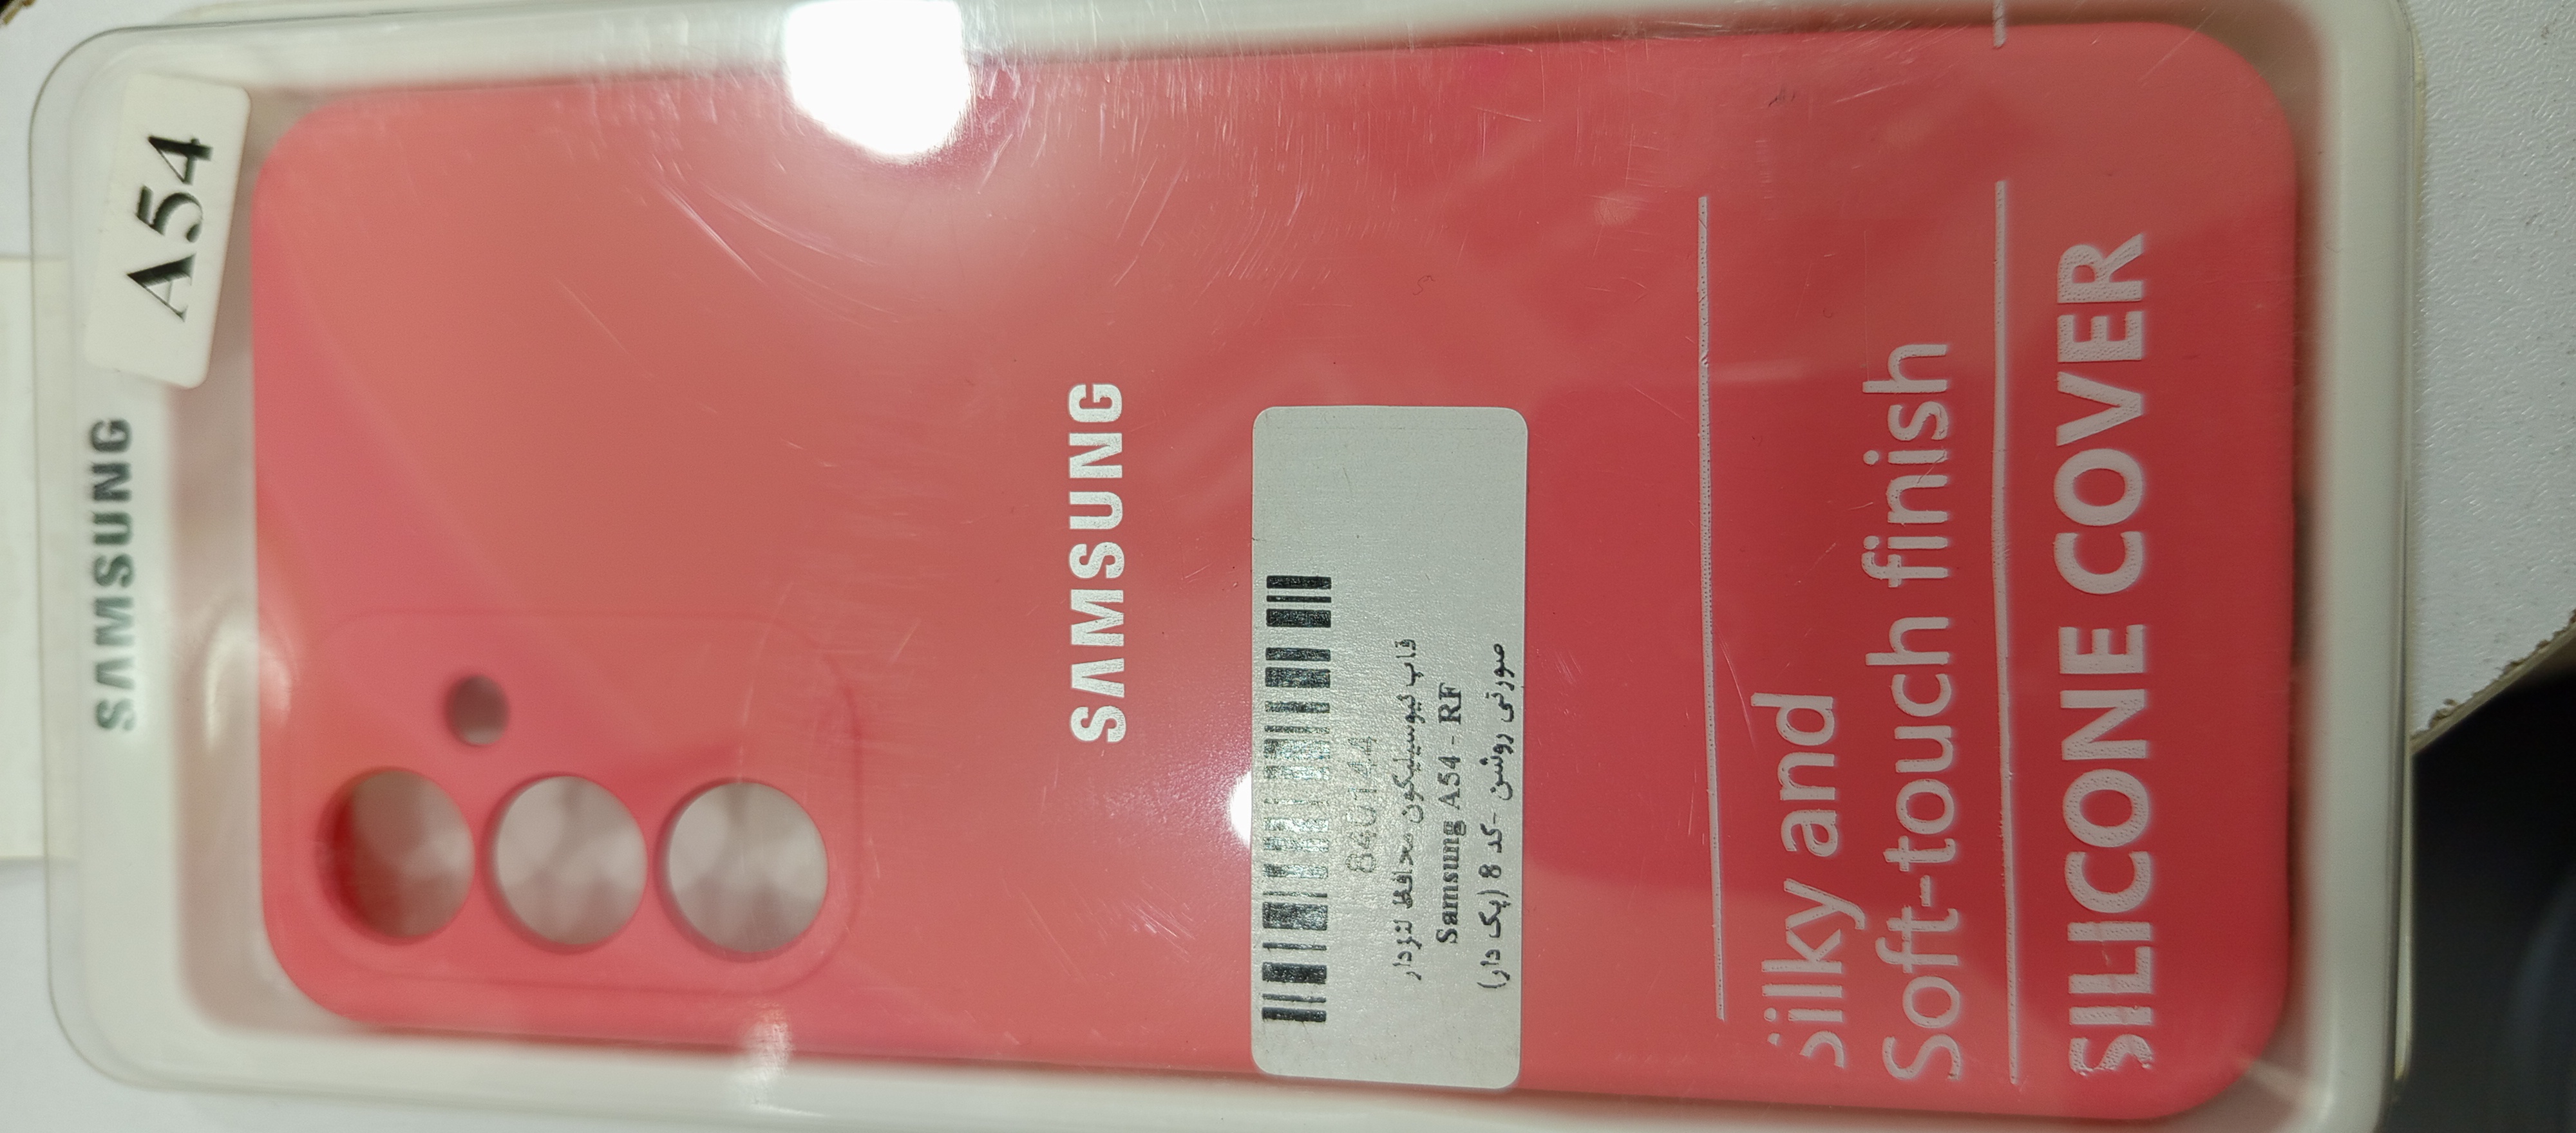 A54
SAMSUNG
SAMSUNG
840144
قاب نیوسیلیکون محافظ لنزدار
Samsung A54 - RF
صورتی روشن -کد 8 (پک دار)
Silky and
Soft-touch finish
SILICONE COVER